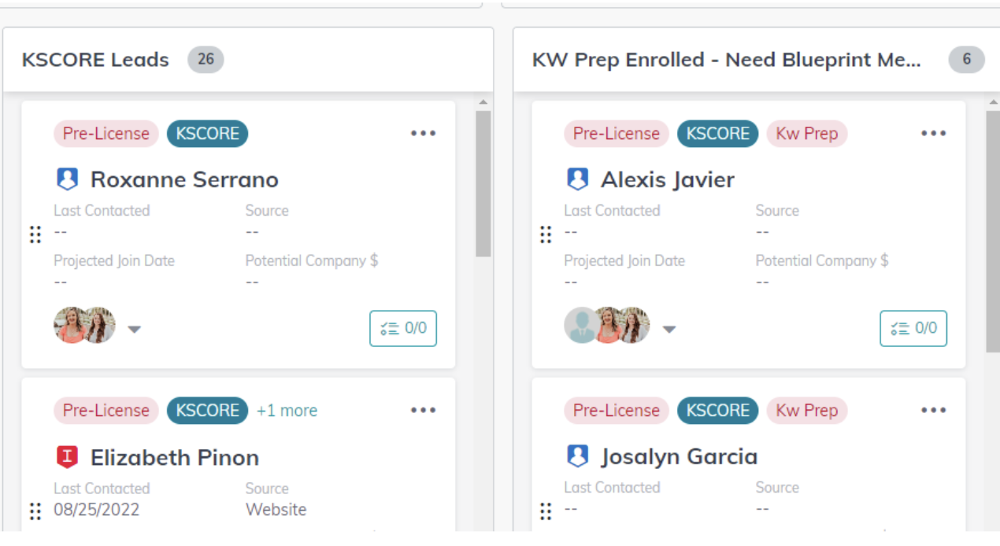 KSCORE Leads 26
Pre-License KSCORE
Roxanne Serrano
Last Contacted Source
-- --
Projected Join Date Potential Company $
-- --
0/0
Pre-License KSCORE +1 more
I Elizabeth Pinon
Last Contacted Source
08/25/2022 Website
KW Prep Enrolled - Need Blueprint Me... 6
Pre-License KSCORE Kw Prep
Alexis Javier
Last Contacted Source
-- --
Projected Join Date Potential Company $
-- --
0/0
Pre-License KSCORE Kw Prep
Josalyn Garcia
Last Contacted Source
-- --